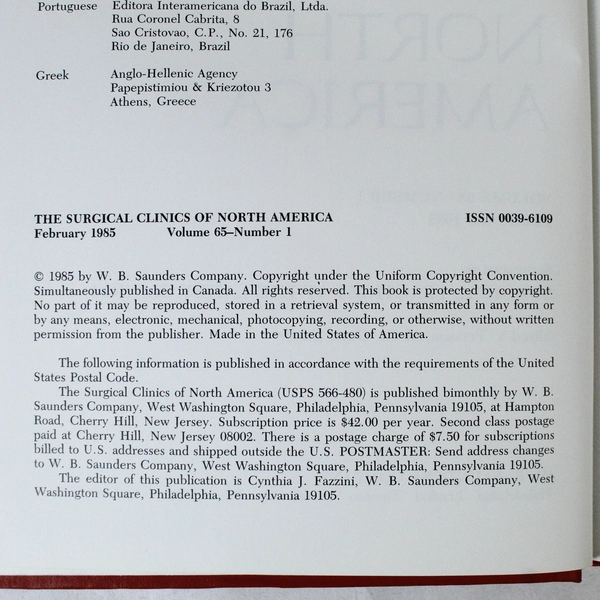 Portuguese Editora Interamericana do Brazil, Ltda.
Rua Coronel Cabrita, 8
Sao Cristovao, C.P., No. 21, 176
Rio de Janeiro, Brazil
Greek Anglo-Hellenic Agency
Papepistimiou & Kriezotou 3
Athens, Greece
THE SURGICAL CLINICS OF NORTH AMERICA ISSN 0039-6109
February 1985 Volume 65–Number 1
© 1985 by W. B. Saunders Company. Copyright under the Uniform Copyright Convention.
Simultaneously published in Canada. All rights reserved. This book is protected by copyright.
No part of it may be reproduced, stored in a retrieval system, or transmitted in any form or
by any means, electronic, mechanical, photocopying, recording, or otherwise, without written
permission from the publisher. Made in the United States of America.
The following information is published in accordance with the requirements of the United
States Postal Code.
The Surgical Clinics of North America (USPS 566-480) is published bimonthly by W. B.
Saunders Company, West Washington Square, Philadelphia, Pennsylvania 19105, at Hampton
Road, Cherry Hill, New Jersey. Subscription price is $42.00 per year. Second class postage
paid at Cherry Hill, New Jersey 08002. There is a postage charge of $7.50 for subscriptions
billed to U.S. addresses and shipped outside the U.S. POSTMASTER: Send address changes
to W. B. Saunders Company, West Washington Square, Philadelphia, Pennsylvania 19105.
The editor of this publication is Cynthia J. Fazzini, W. B. Saunders Company, West
Washington Square, Philadelphia, Pennsylvania 19105.
NORTH
AMERICA